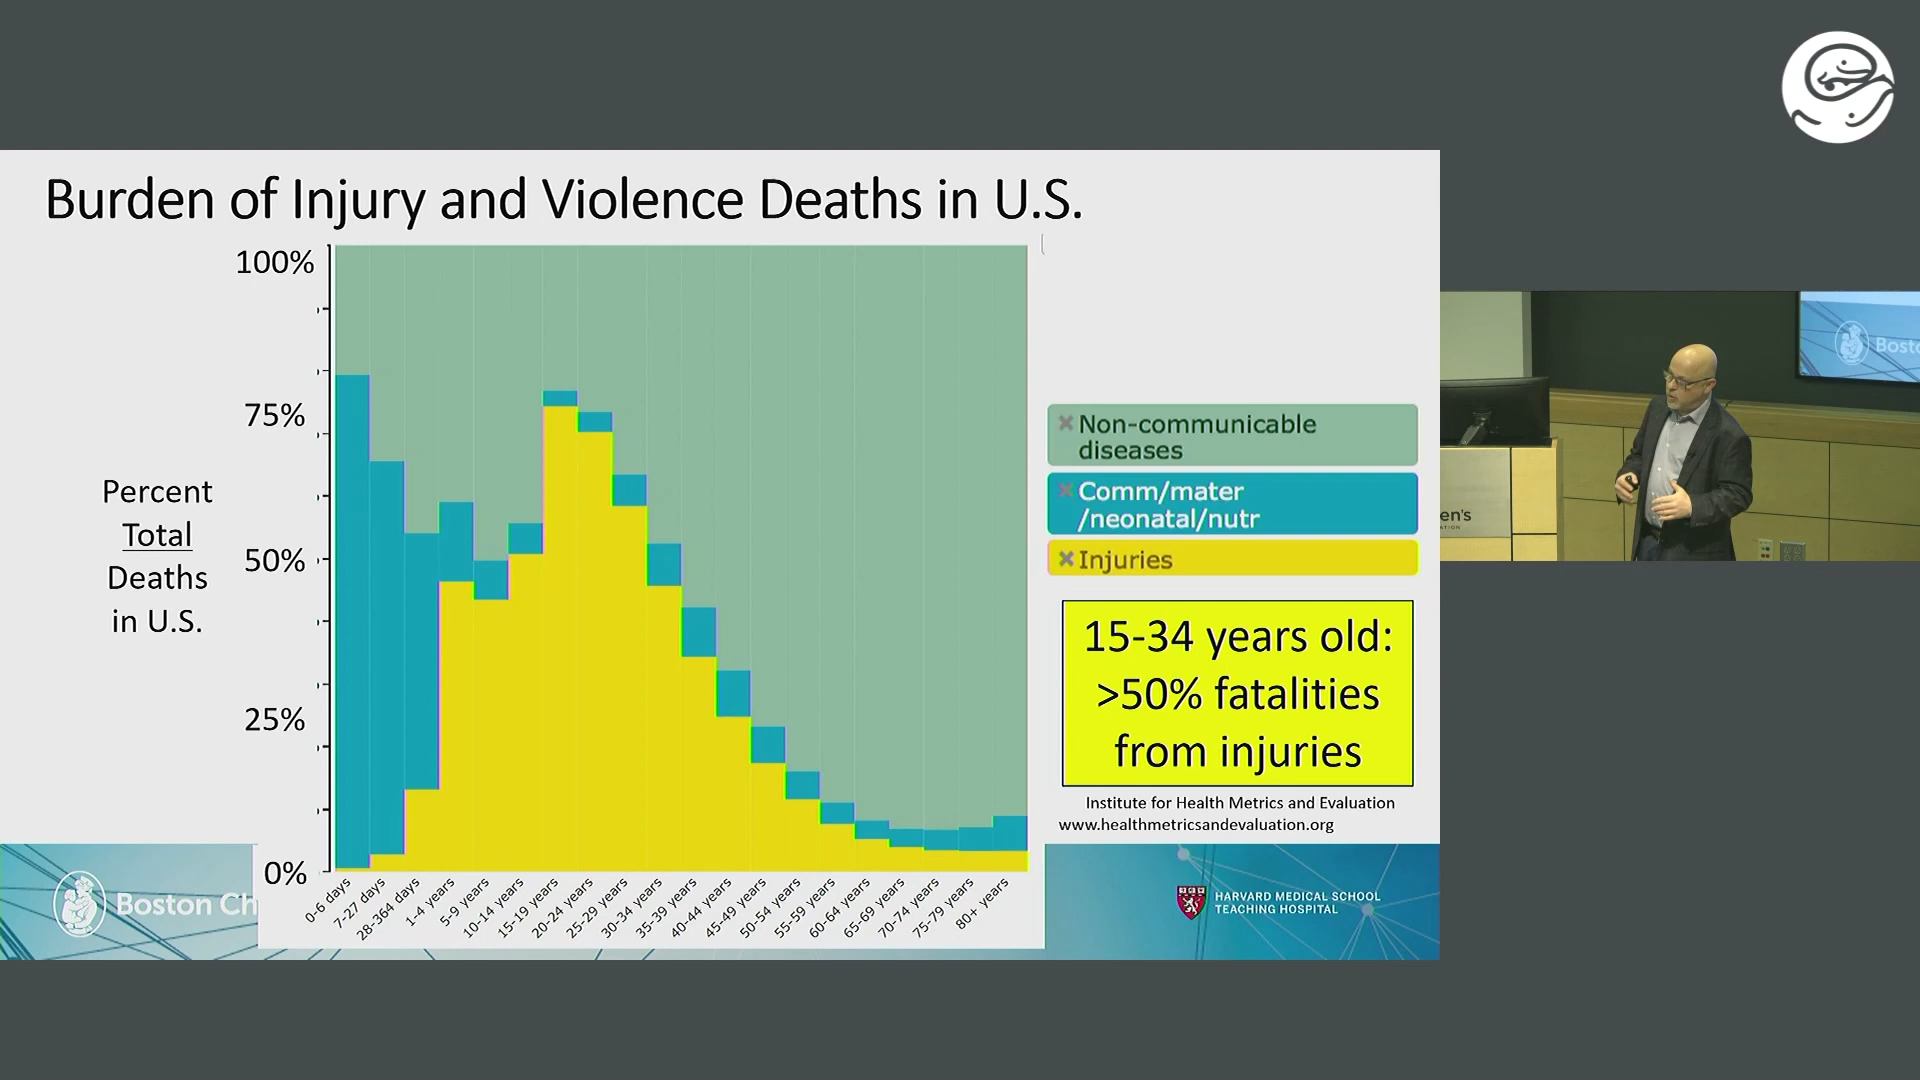 Burden of Injury and Violence Deaths in U.S.
100%
75%
50%
25%
0%
Percent
Total
Deaths
in U.S.
Non-communicable
diseases
Comm/mater
/neonatal/nutr
Injuries
15-34 years old:
>50% fatalities
from injuries
Institute for Health Metrics and Evaluation
www.healthmetricsandevaluation.org
0-6 days
7-27 days
28-364 days
1-4 years
5-9 years
10-14 years
15-19 years
20-24 years
25-29 years
30-34 years
35-39 years
40-44 years
45-49 years
50-54 years
55-59 years
60-64 years
65-69 years
70-74 years
75-79 years
80+ years
Boston Ch
HARVARD MEDICAL SCHOOL
TEACHING HOSPITAL
Bost
en's